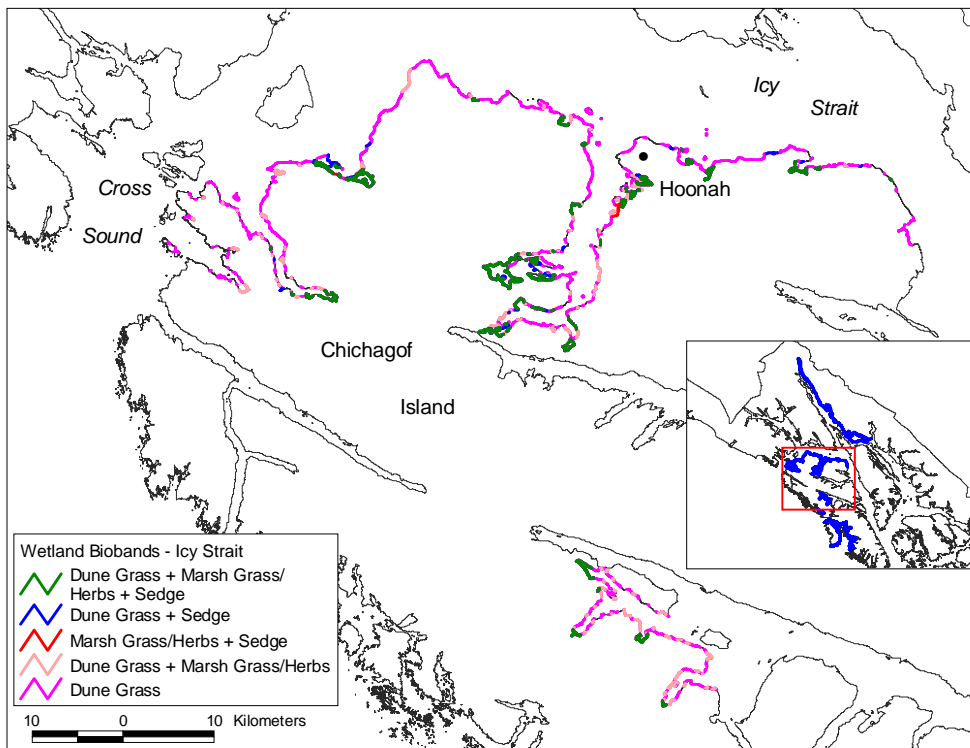 Icy
Strait
Cross
Sound
Hoonah
Chichagof
Island
Wetland Biobands - Icy Strait
Dune Grass + Marsh Grass/
Herbs + Sedge
Dune Grass + Sedge
Marsh Grass/Herbs + Sedge
Dune Grass + Marsh Grass/Herbs
Dune Grass
10 0 10 Kilometers